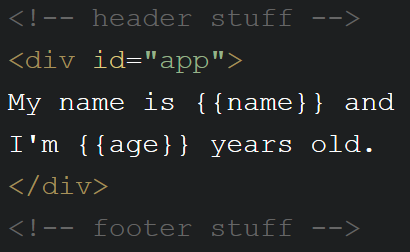 <!-- header stuff -->
<div id="app">
My name is {{name}} and
I'm {{age}} years old.
</div>
<!-- footer stuff -->